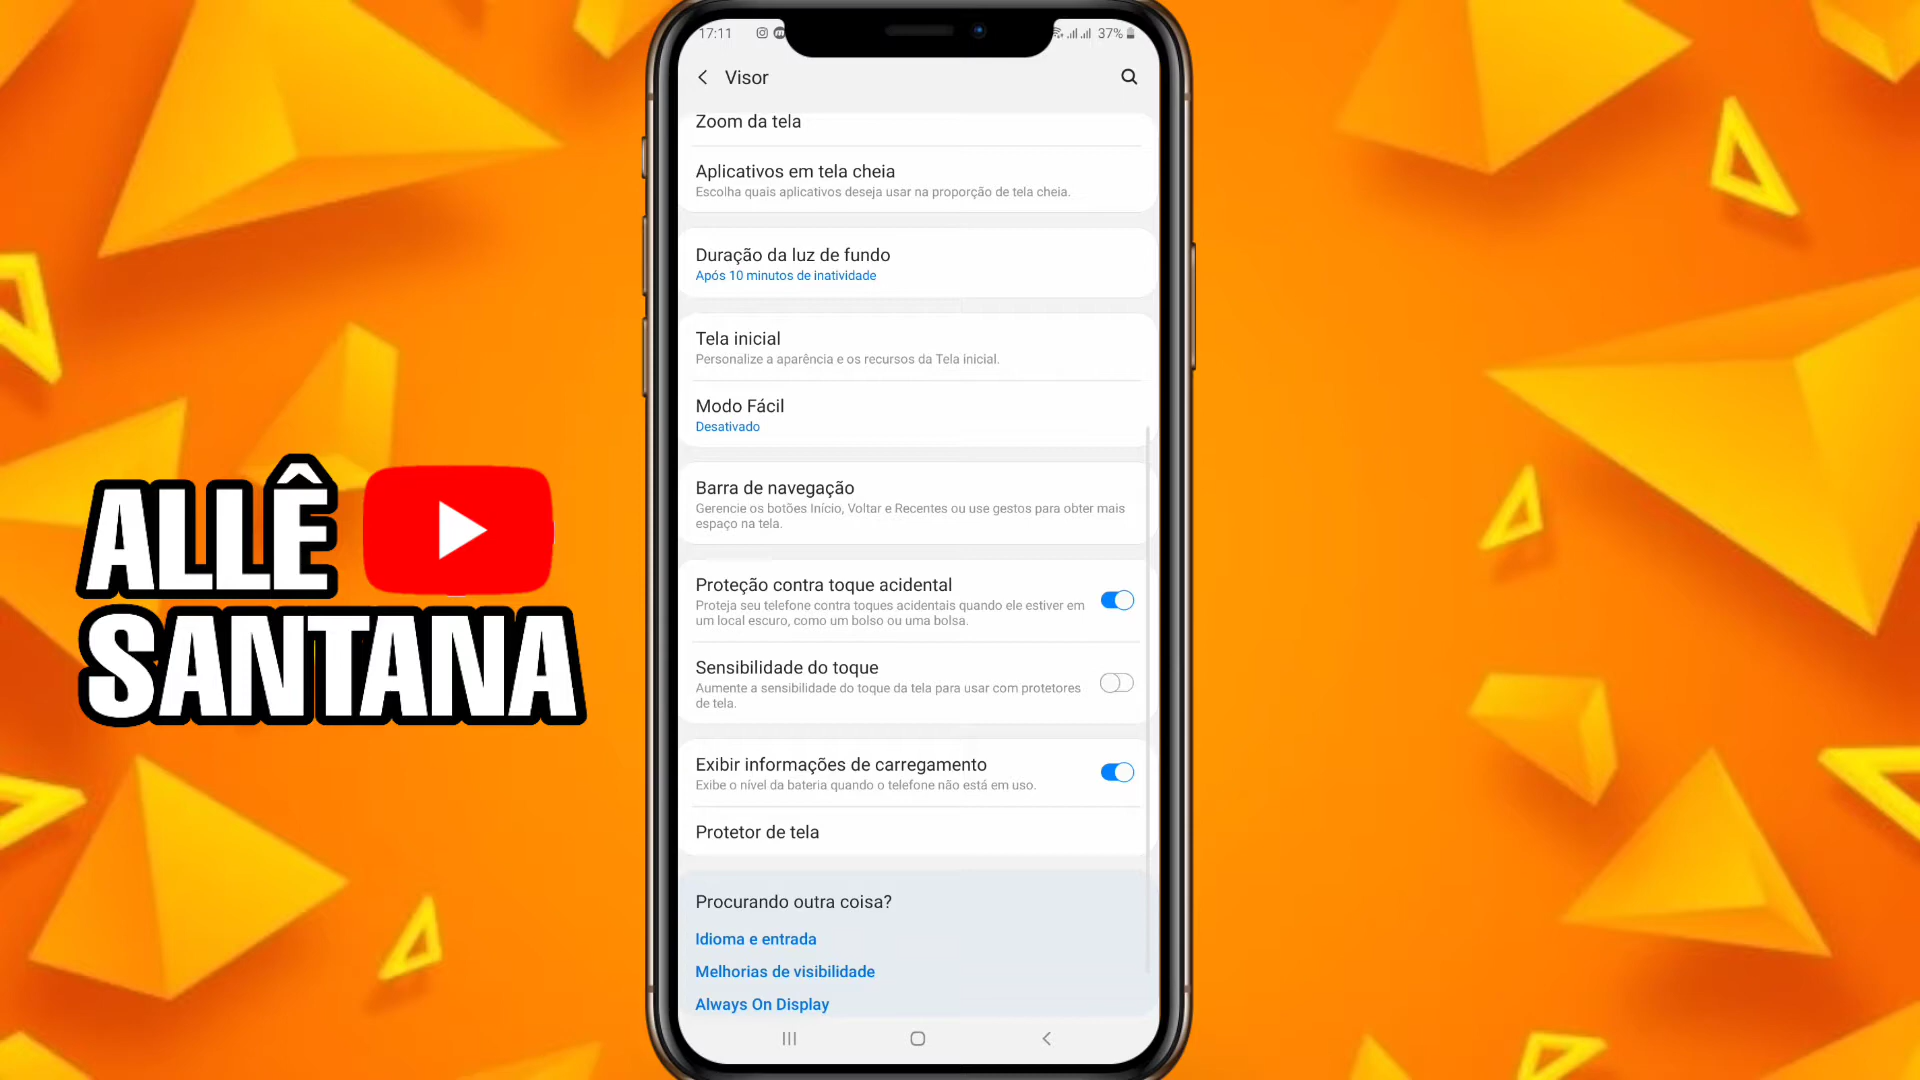 17:11
37%
Visor
Zoom da tela
Aplicativos em tela cheia
Escolha quais aplicativos deseja usar na proporção de tela cheia.
Duração da luz de fundo
Após 10 minutos de inatividade
Tela inicial
Personalize a aparência e os recursos da Tela inicial.
Modo Fácil
Desativado
Barra de navegação
Gerencie os botões Início, Voltar e Recentes ou use gestos para obter mais
espaço na tela.
Proteção contra toque acidental
Proteja seu telefone contra toques acidentais quando ele estiver em
um local escuro, como um bolso ou uma bolsa.
Sensibilidade do toque
Aumente a sensibilidade do toque da tela para usar com protetores
de tela.
Exibir informações de carregamento
Exibe o nível da bateria quando o telefone não está em uso.
Protetor de tela
Procurando outra coisa?
Idioma e entrada
Melhorias de visibilidade
Always On Display
ALLÊ
SANTANA